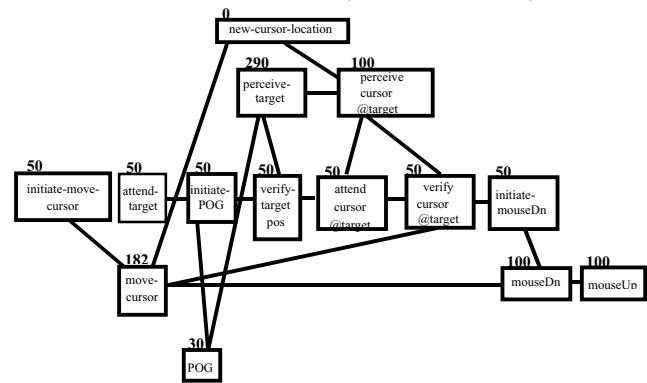 0
new-cursor-location
290
perceive-
target
100
perceive
cursor
@target
50
initiate-move-
cursor
50
attend-
target
50
initiate-
POG
50
verify-
target
pos
50
attend
cursor
@target
50
verify
cursor
@target
50
initiate-
mouseDn
182
move-
cursor
100
mouseDn
100
mouseUp
30
POG